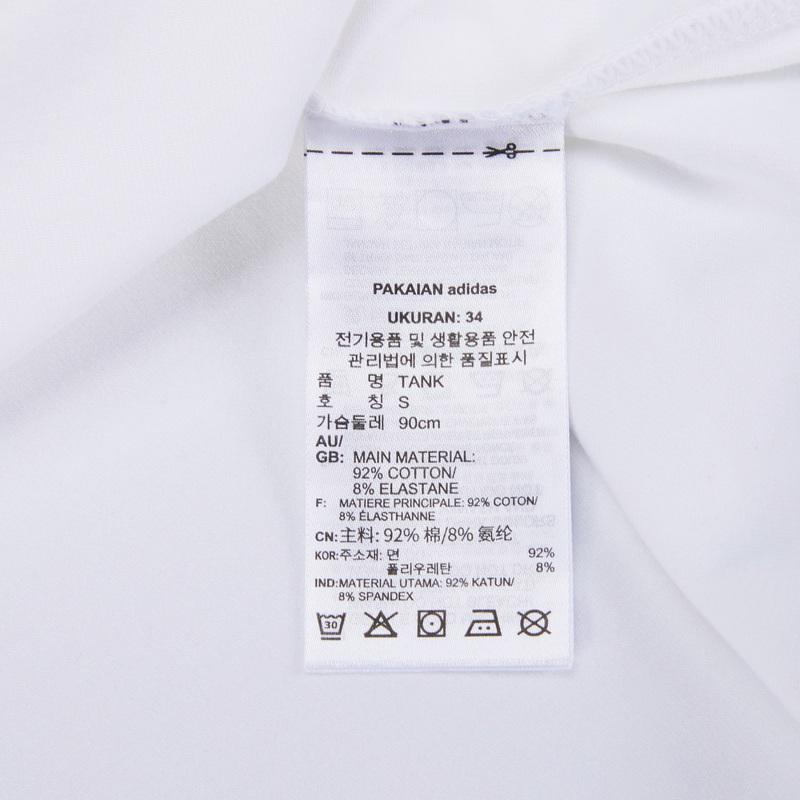 PAKAIAN adidas
UKURAN: 34
전기용품 및 생활용품 안전
관리법에 의한 품질표시
품 명 TANK
호 칭 S
가슴둘레 90cm
AU/
GB: MAIN MATERIAL:
92% COTTON/
8% ELASTANE
F: MATIERE PRINCIPALE: 92% COTON/
8% ÉLASTHANNE
CN: 主料: 92% 棉/8% 氨纶
KOR: 주소재: 면 92%
폴리우레탄 8%
IND: MATERIAL UTAMA: 92% KATUN/
8% SPANDEX
30